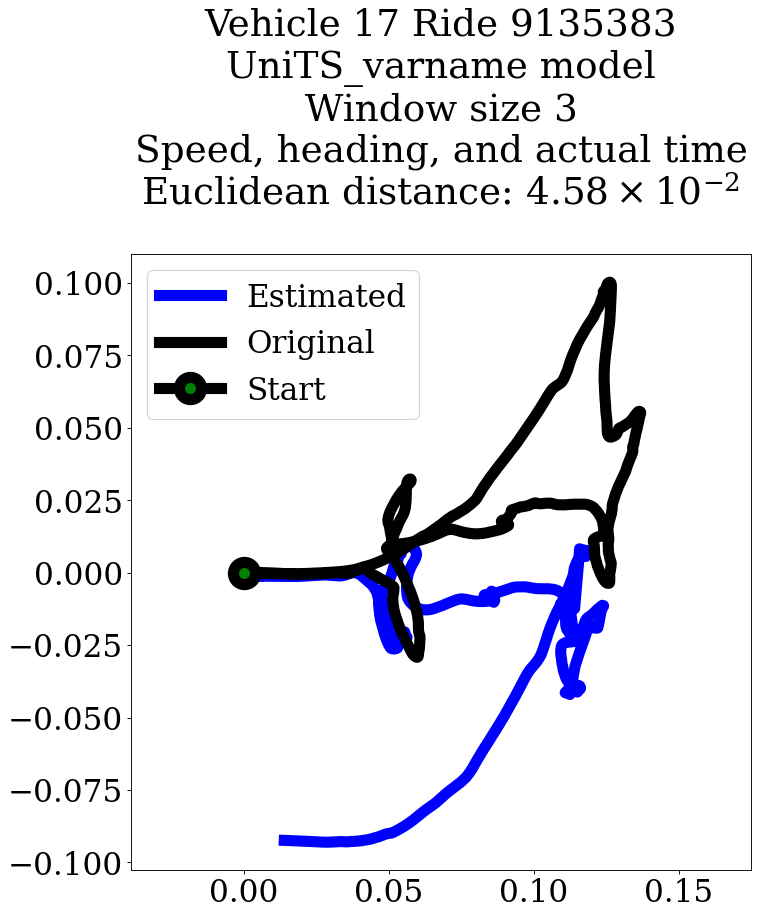 Vehicle 17 Ride 9135383
UniTS_varname model
Window size 3
Speed, heading, and actual time
Euclidean distance: 4.58 × 10⁻²
Estimated
Original
Start
0.100
0.075
0.050
0.025
0.000
−0.025
−0.050
−0.075
−0.100
0.00 0.05 0.10 0.15